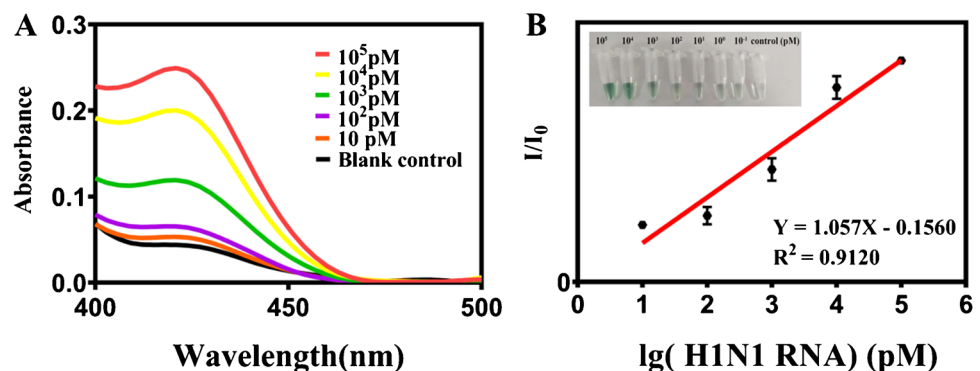 A
Absorbance
0.3
0.2
0.1
0.0
400
450
500
Wavelength(nm)
10⁵pM
10⁴pM
10³pM
10²pM
10 pM
Blank control
B
I/I₀
0
0
1
2
3
4
5
6
lg( H1N1 RNA) (pM)
10⁵ 10⁴ 10³ 10² 10¹ 10⁰ 10⁻¹ control (pM)
Y = 1.057X - 0.1560
R² = 0.9120